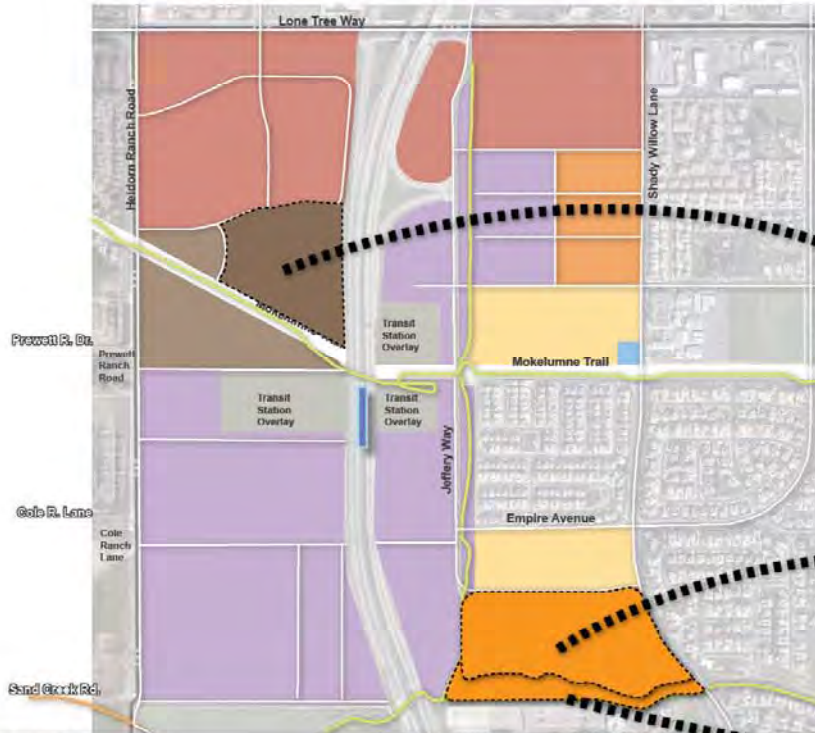 Lone Tree Way
Heidorn Ranch Road
Shady Willow Lane
Transit
Station
Overlay
Prewett R. Dr.
Prewett
Ranch
Road
Mokelumne Trail
Transit
Station
Overlay
Transit
Station
Overlay
Jeffery Way
Cole R. Lane
Empire Avenue
Cole
Ranch
Lane
Sand Creek Rd.